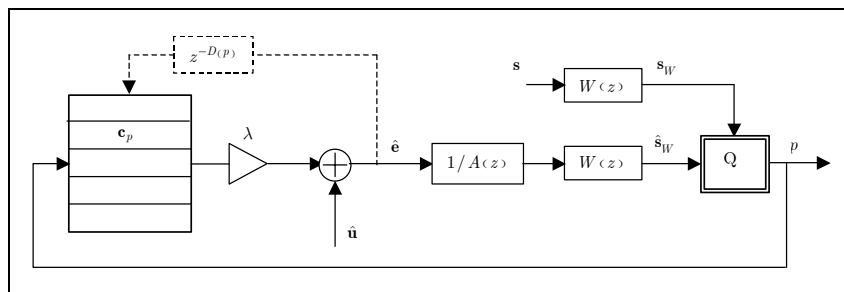 z^{-D(p)}
s
s_W
W(z)
c_p
λ
ê
1/A(z)
W(z)
ŝ_W
Q
p
û